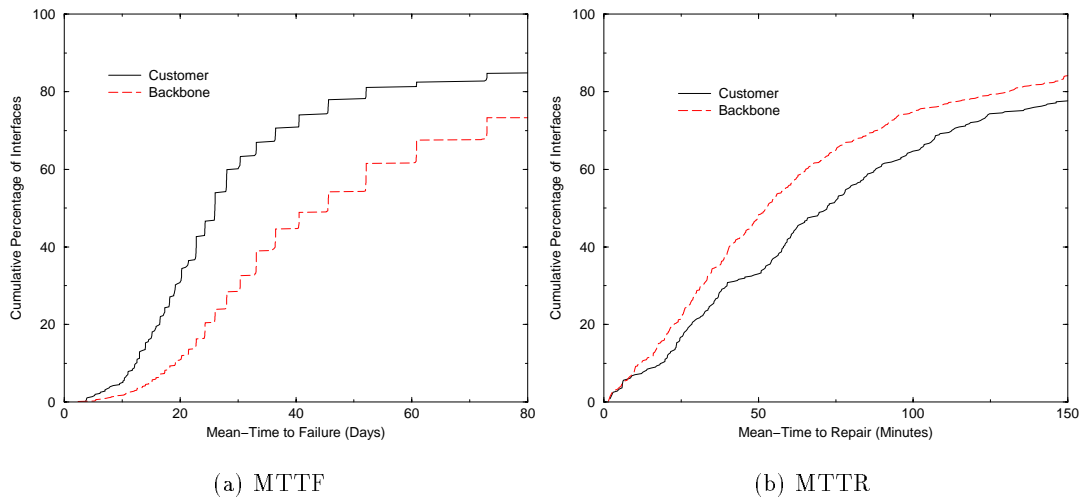 100
80
60
40
20
0
Cumulative Percentage of Interfaces
Customer
Backbone
0 20 40 60 80
Mean-Time to Failure (Days)
(a) MTTF
100
80
60
40
20
0
Cumulative Percentage of Interfaces
Customer
Backbone
0 50 100 150
Mean-Time to Repair (Minutes)
(b) MTTR